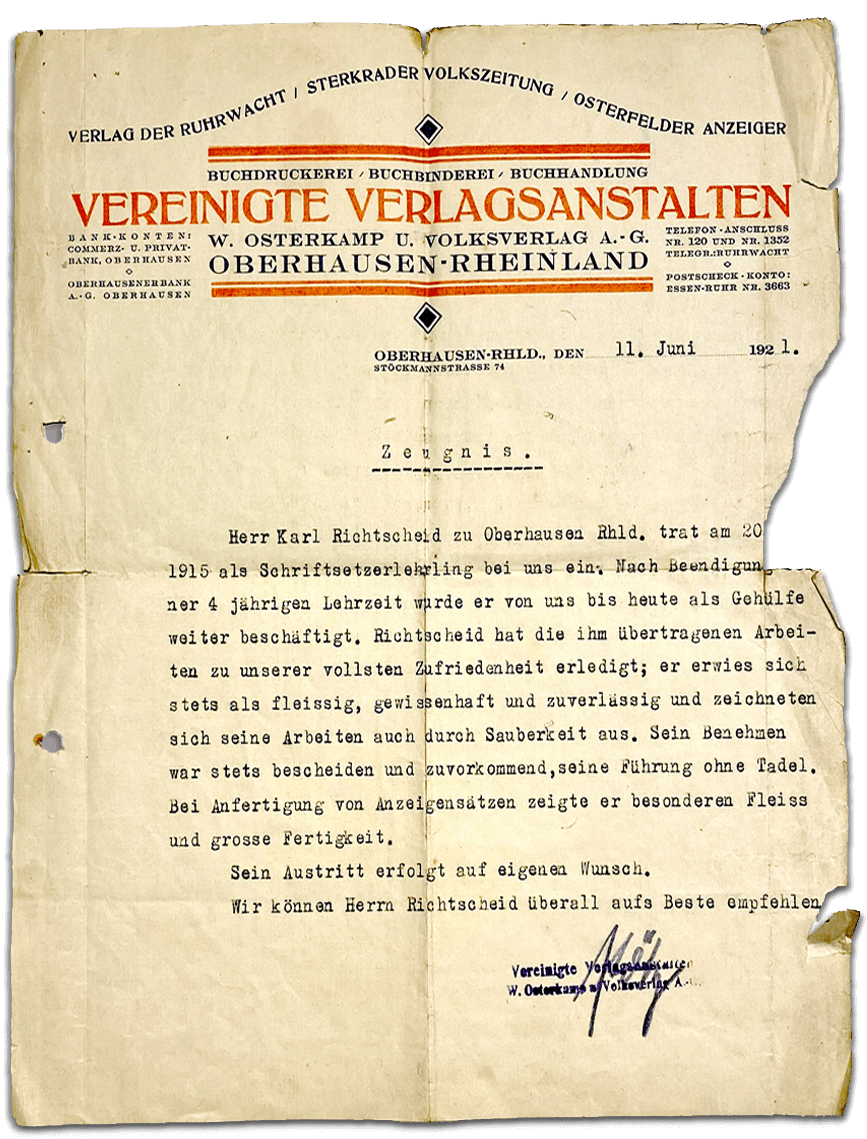 VERLAG DER RUHRWACHT / STERKRADER VOLKSZEITUNG / OSTERFELDER ANZEIGER
BUCHDRUCKEREI / BUCHBINDEREI / BUCHHANDLUNG
VEREINIGTE VERLAGSANSTALTEN
W. OSTERKAMP U. VOLKSVERLAG A.-G.
OBERHAUSEN-RHEINLAND
BANK-KONTEN:
COMMERZ- U. PRIVAT-
BANK, OBERHAUSEN
OBERHAUSENERBANK
A.-G. OBERHAUSEN
TELEFON-ANSCHLUSS
NR. 120 UND NR. 1352
TELEGR.:RUHRWACHT
POSTSCHECK-KONTO:
ESSEN-RUHR NR. 3663
OBERHAUSEN-RHLD., DEN 11. Juni 1921.
STÖCKMANNSTRASSE 74
Zeugnis.
Herr Karl Richtscheid zu Oberhausen Rhld. trat am 20
1915 als Schriftsetzerlehrling bei uns ein. Nach Beendigun
ner 4 jährigen Lehrzeit wurde er von uns bis heute als Gehülfe
weiter beschäftigt. Richtscheid hat die ihm übertragenen Arbei-
ten zu unserer vollsten Zufriedenheit erledigt; er erwies sich
stets als fleissig, gewissenhaft und zuverlässig und zeichneten
sich seine Arbeiten auch durch Sauberkeit aus. Sein Benehmen
war stets bescheiden und zuvorkommend,seine Führung ohne Tadel.
Bei Anfertigung von Anzeigensätzen zeigte er besonderen Fleiss
und grosse Fertigkeit.
Sein Austritt erfolgt auf eigenen Wunsch.
Wir können Herrn Richtscheid überall aufs Beste empfehlen
Vereinigte Verlagsanstalten
W. Osterkamp u. Volksverlag A.-G.